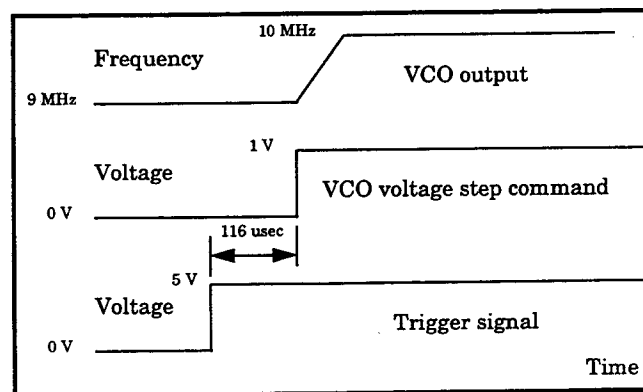 10 MHz
Frequency
VCO output
9 MHz
1 V
Voltage
VCO voltage step command
0 V
116 usec
5 V
Voltage
Trigger signal
0 V
Time